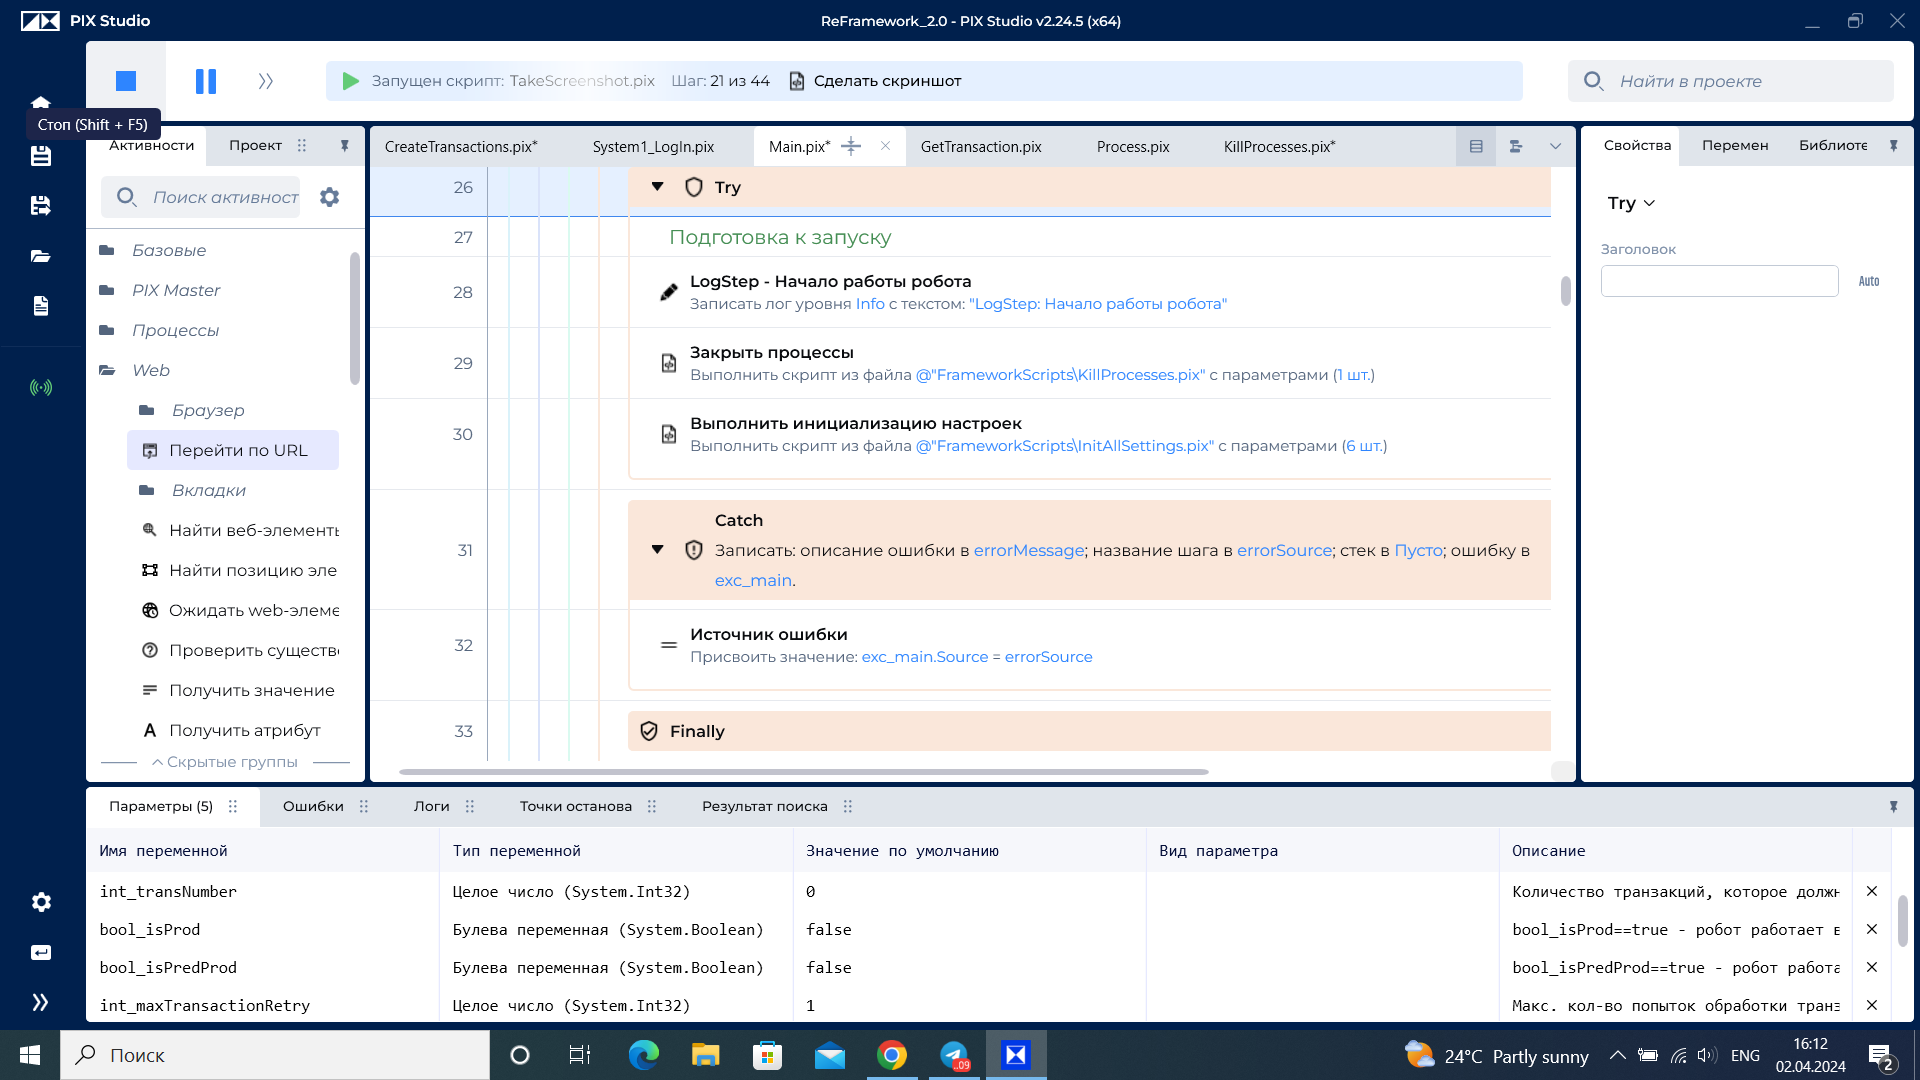 PIX Studio
ReFramework_2.0 - PIX Studio v2.24.5 (x64)
Запущен скрипт: TakeScreenshot.pix Шаг: 21 из 44 Сделать скриншот
Найти в проекте
Стоп (Shift + F5)
Активности Проект
CreateTransactions.pix* System1_LogIn.pix Main.pix* GetTransaction.pix Process.pix KillProcesses.pix*
Свойства Перемен Библиоте
Поиск активност
Базовые
PIX Master
Процессы
Web
Браузер
Перейти по URL
Вкладки
Найти веб-элементь
Найти позицию эле
Ожидать web-элеме
Проверить существ
Получить значение
Получить атрибут
Скрытые группы
26 Try
27 Подготовка к запуску
28 LogStep - Начало работы робота
Записать лог уровня Info с текстом: "LogStep: Начало работы робота"
29 Закрыть процессы
Выполнить скрипт из файла @"FrameworkScripts\KillProcesses.pix" с параметрами (1 шт.)
30 Выполнить инициализацию настроек
Выполнить скрипт из файла @"FrameworkScripts\InitAllSettings.pix" с параметрами (6 шт.)
Catch
31 Записать: описание ошибки в errorMessage; название шага в errorSource; стек в Пусто; ошибку в
exc_main.
32 Источник ошибки
Присвоить значение: exc_main.Source = errorSource
33 Finally
Try
Заголовок
Auto
Параметры (5) Ошибки Логи Точки останова Результат поиска
Имя переменной Тип переменной Значение по умолчанию Вид параметра Описание
int_transNumber Целое число (System.Int32) 0 Количество транзакций, которое должн
bool_isProd Булева переменная (System.Boolean) false bool_isProd==true - робот работает в
bool_isPredProd Булева переменная (System.Boolean) false bool_isPredProd==true - робот работа
int_maxTransactionRetry Целое число (System.Int32) 1 Макс. кол-во попыток обработки транз
Поиск
..09
24°C Partly sunny
ENG
16:12
02.04.2024
2